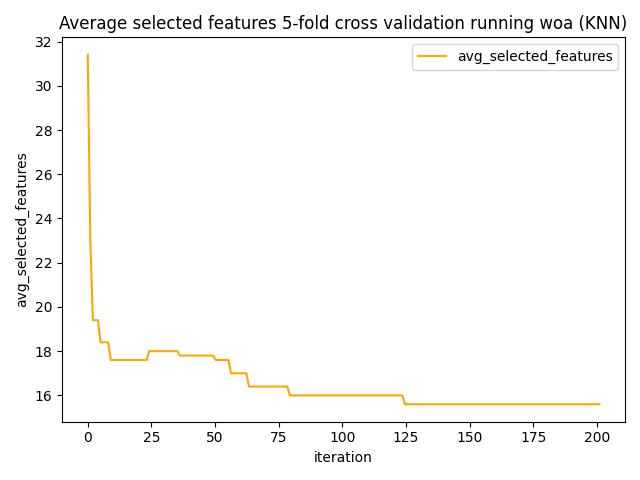 Average selected features 5-fold cross validation running woa (KNN)
avg_selected_features
32
30
28
26
24
22
20
18
16
avg_selected_features
0 25 50 75 100 125 150 175 200
iteration